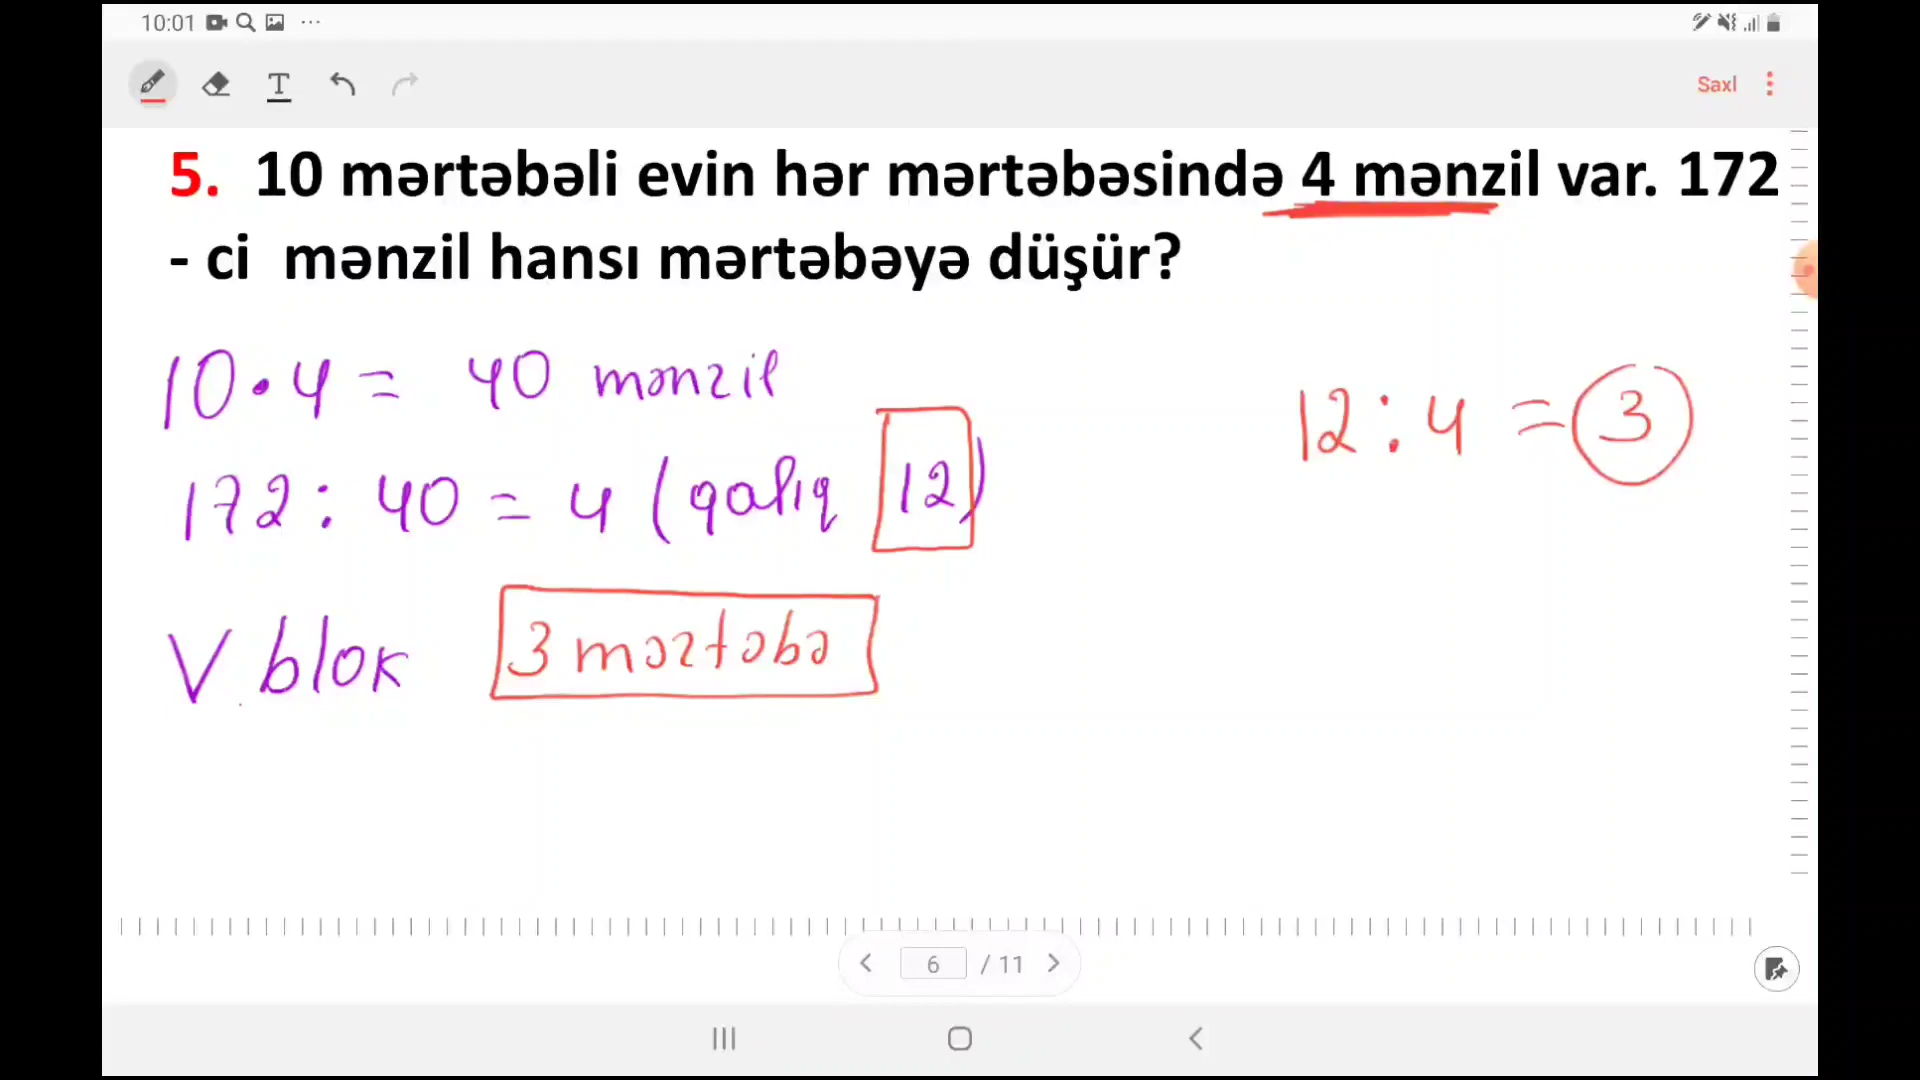 10:01
Saxl
5. 10 mərtəbəli evin hər mərtəbəsində 4 mənzil var. 172
- ci mənzil hansı mərtəbəyə düşür?
10 • 4 = 40 mənzil
12 : 4 = 3
172 : 40 = 4 (qalıq 12)
V blok 3 mərtəbə
6 / 11